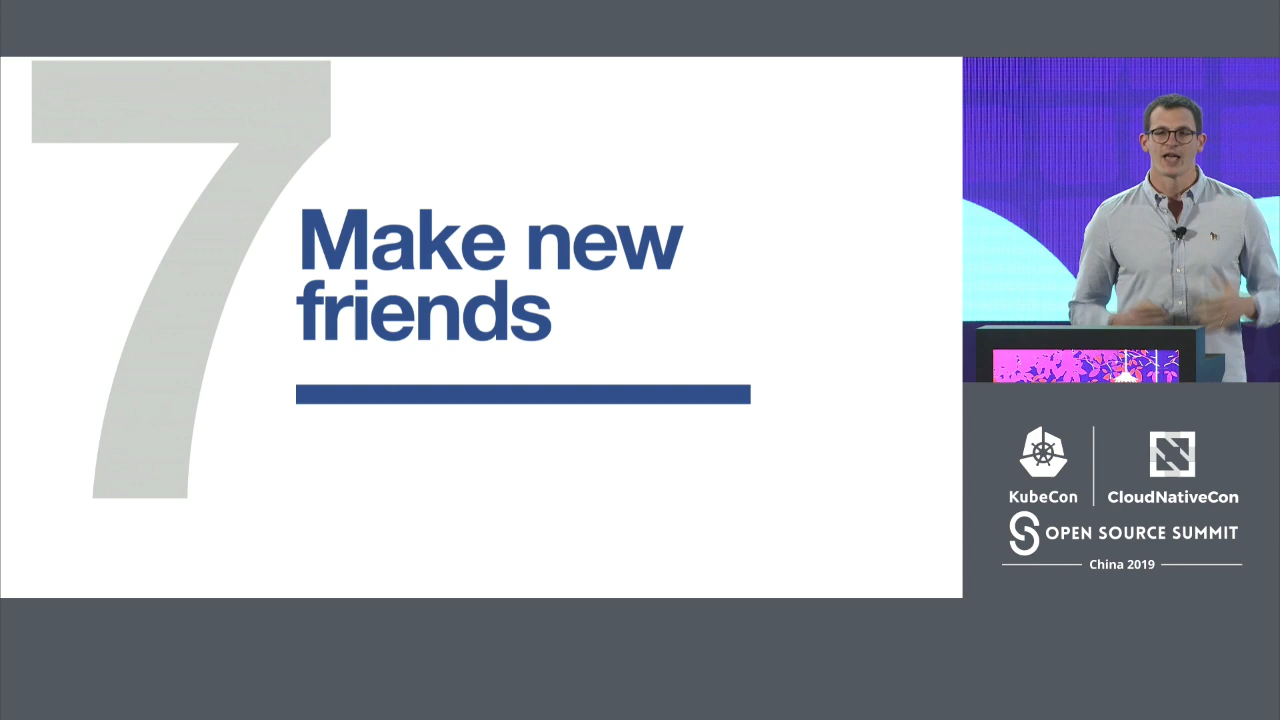 7
Make new
friends
KubeCon
CloudNativeCon
OPEN SOURCE SUMMIT
China 2019